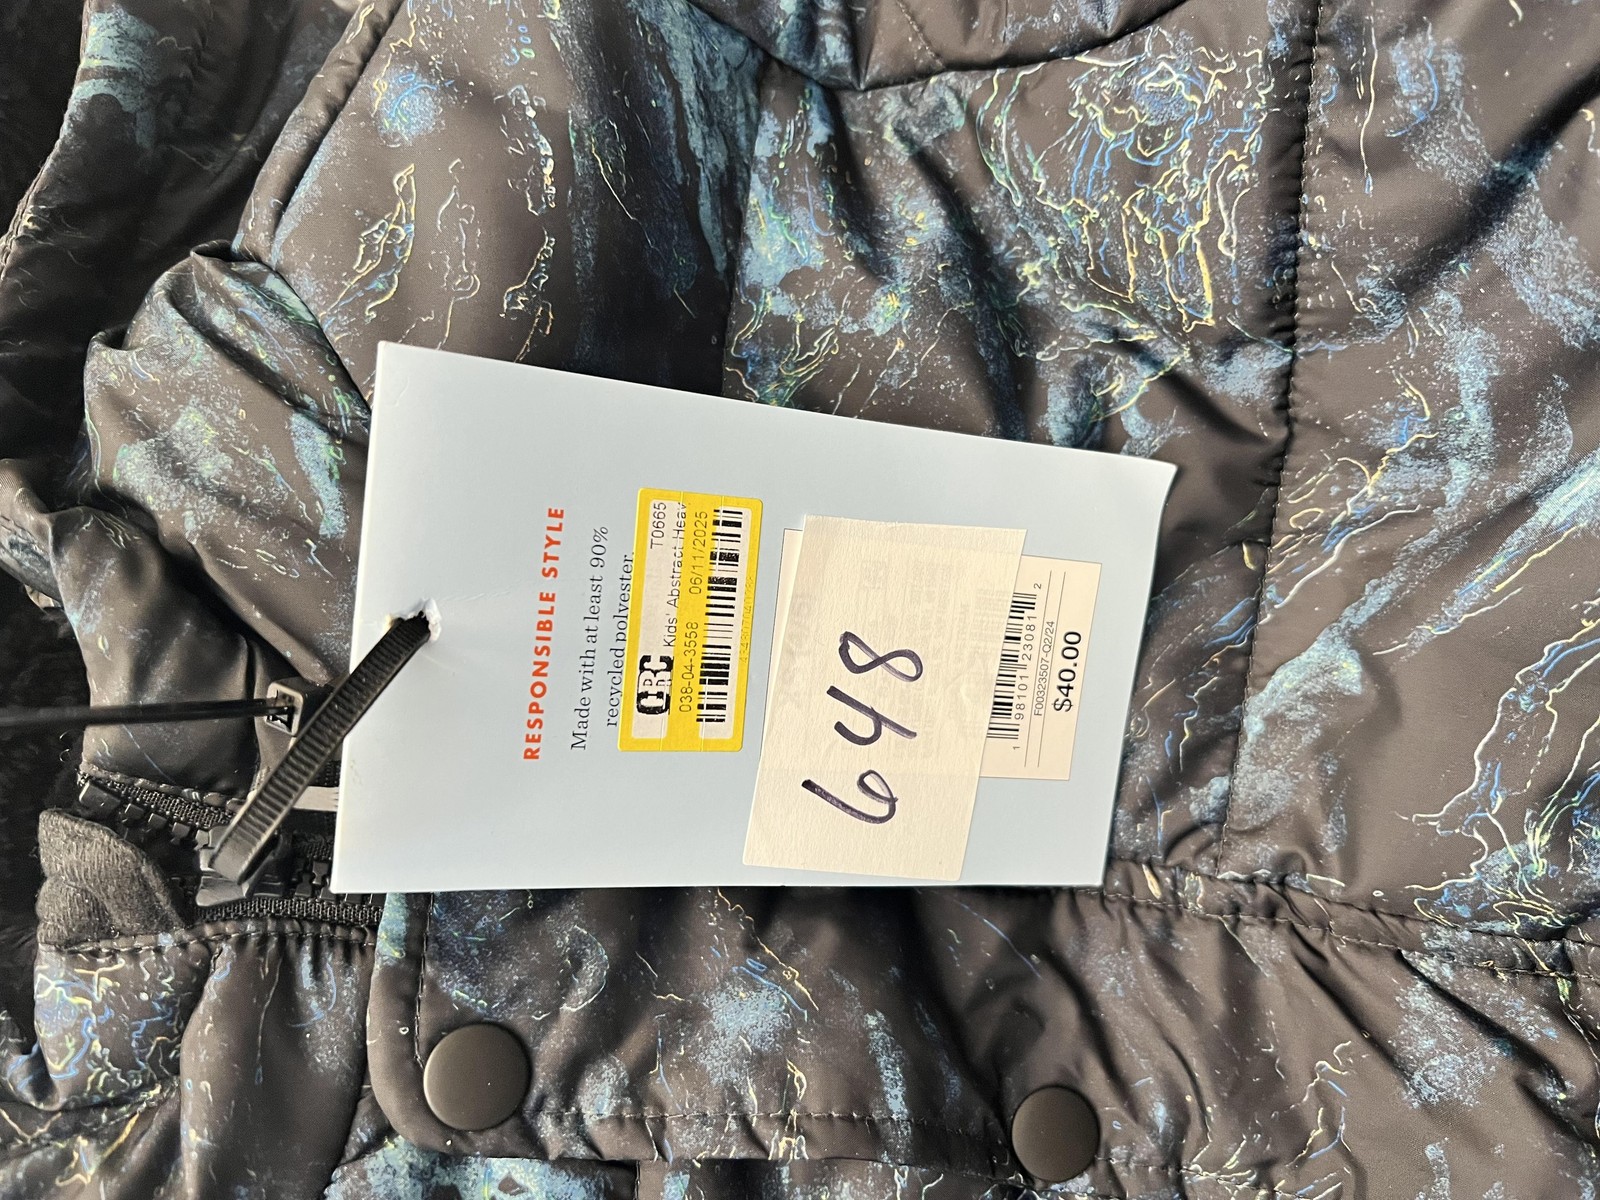 RESPONSIBLE STYLE
Made with at least 90%
recycled polyester.
T0665
Kids' Abstract Heav
038-04-3558 06/11/2025
648
1 98101 23081 2
F00323507-Q2/24
$40.00